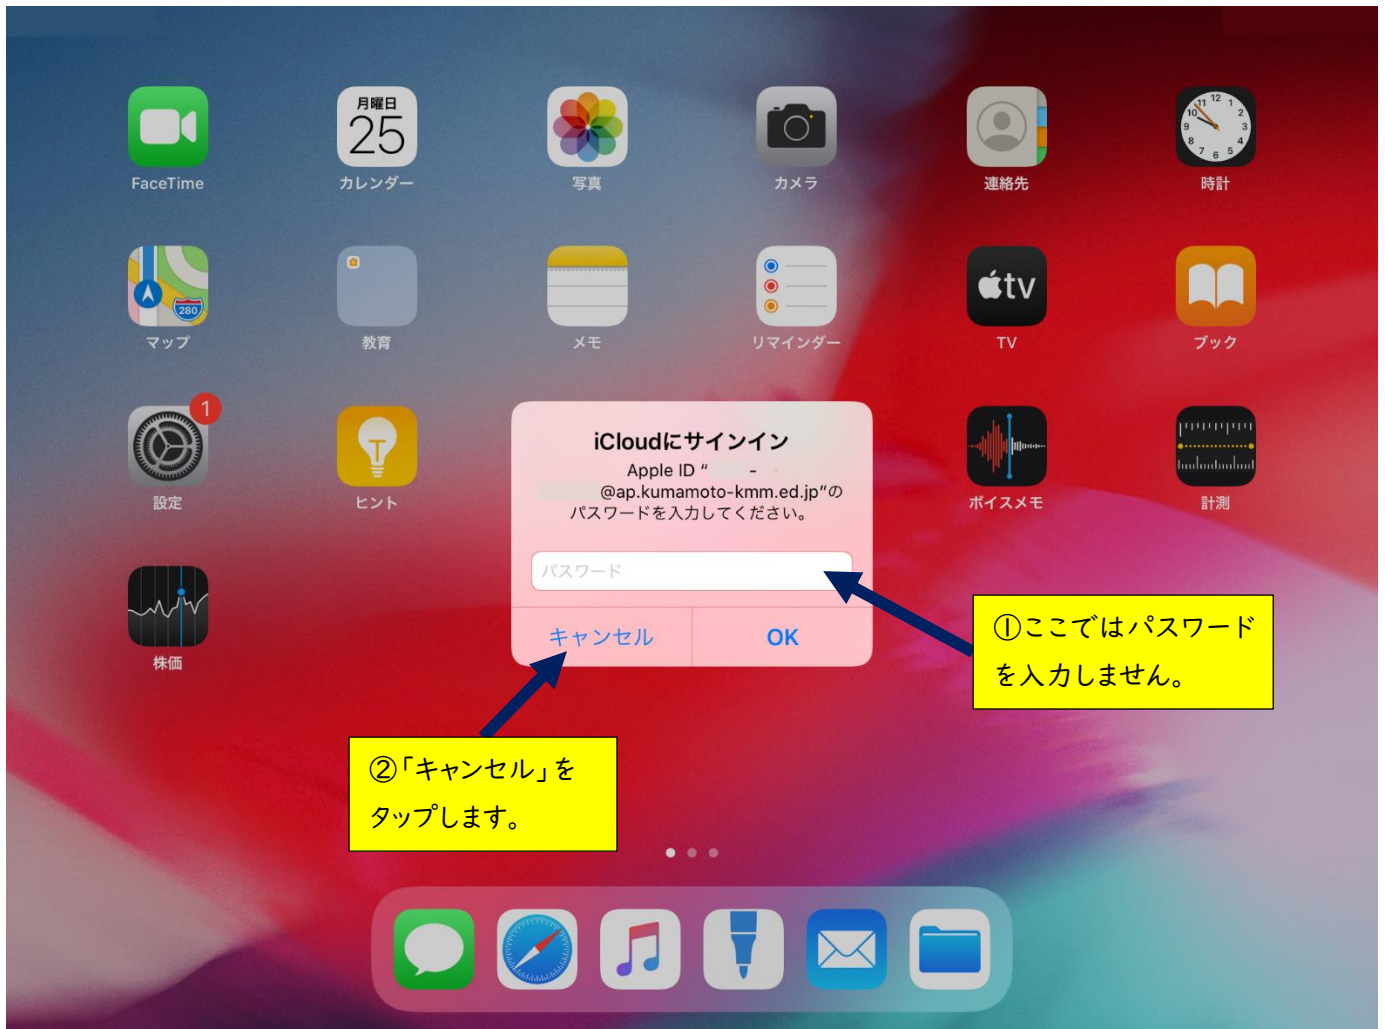 月曜日
25
FaceTime
カレンダー
写真
カメラ
連絡先
時計
280
tv
マップ
教育
メモ
リマインダー
TV
ブック
1
設定
ヒント
ボイスメモ
計測
株価
iCloudにサインイン
Apple ID “ -
@ap.kumamoto-kmm.ed.jp”の
パスワードを入力してください。
パスワード
キャンセル
OK
①ここではパスワード
を入力しません。
②「キャンセル」を
タップします。